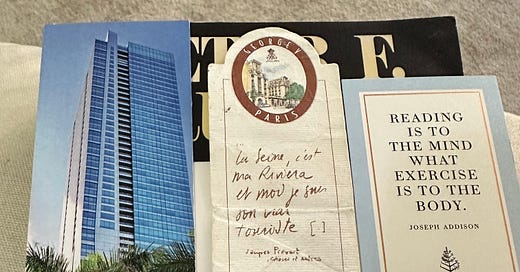 F.
GEORGE V
PARIS
la Seine, c'est
ma Riviera
et moi je suis
son vrai
touriste [.]
Jacques Prévert
READING
IS TO
THE MIND
WHAT
EXERCISE
IS TO THE
BODY.
JOSEPH ADDISON